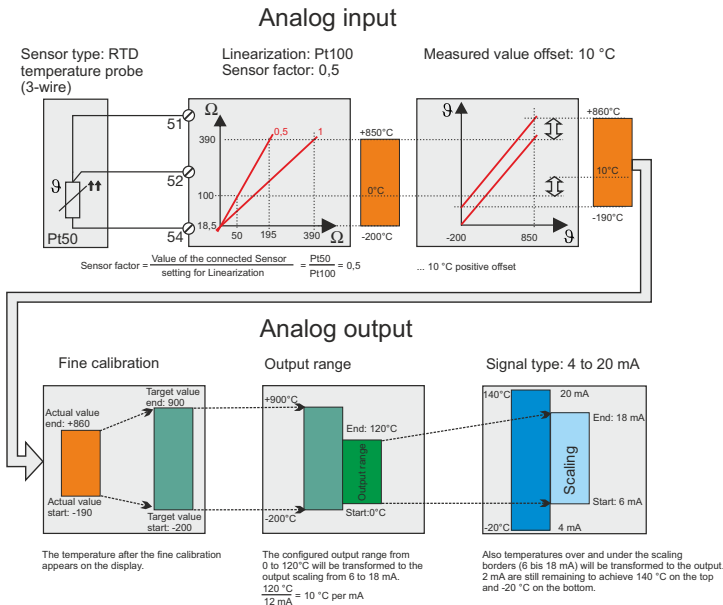 Analog input
Sensor type: RTD
temperature probe
(3-wire)
Linearization: Pt100
Sensor factor: 0,5
Measured value offset: 10 °C
51
52
54
ϑ
Pt50
Ω
390
100
18,5
0,5
1
50
195
390
Ω
+850°C
0°C
-200°C
ϑ
-200
850
ϑ
+860°C
10°C
-190°C
Sensor factor = Value of the connected Sensor / setting for Linearization = Pt50 / Pt100 = 0,5
... 10 °C positive offset
Analog output
Fine calibration
Output range
Signal type: 4 to 20 mA
Actual value
end: +860
Target value
end: 900
Actual value
start: -190
Target value
start: -200
+900°C
End: 120°C
Output range
Start:0°C
-200°C
140°C
20 mA
End: 18 mA
Scaling
Start: 6 mA
-20°C
4 mA
The temperature after the fine calibration
appears on the display.
The configured output range from
0 to 120°C will be transformed to the
output scaling from 6 to 18 mA.
120 °C / 12 mA = 10 °C per mA
Also temperatures over and under the scaling
borders (6 bis 18 mA) will be transformed to the output.
2 mA are still remaining to achieve 140 °C on the top
and -20 °C on the bottom.